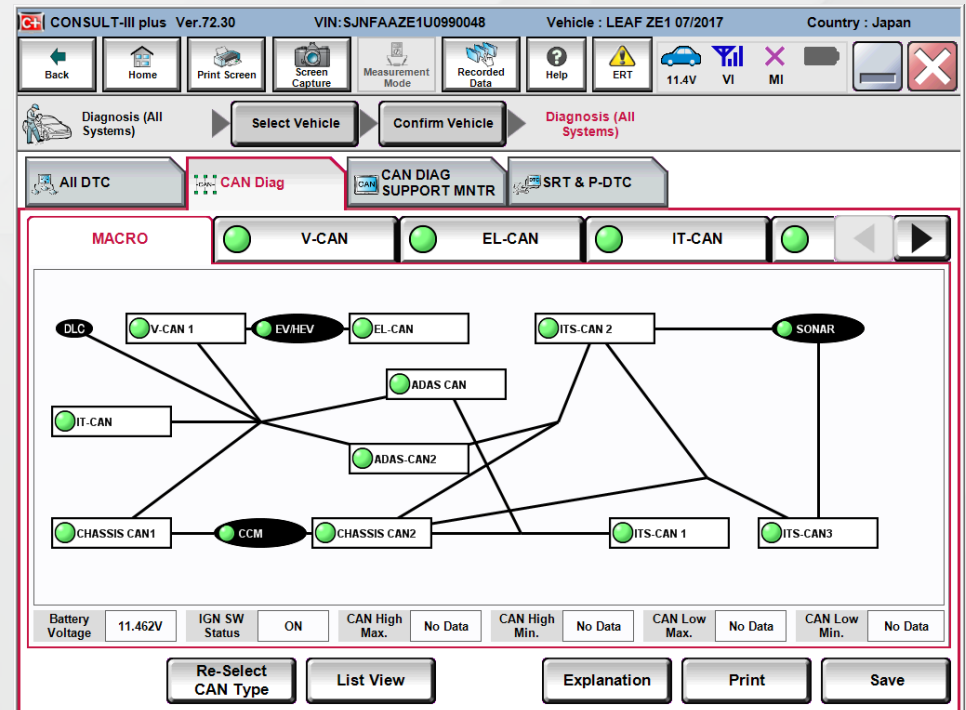 C+ CONSULT-III plus Ver.72.30 VIN:SJNFAAZE1U0990048 Vehicle : LEAF ZE1 07/2017 Country : Japan
Back
Home
Print Screen
Screen
Capture
Measurement
Mode
Recorded
Data
Help
ERT
11.4V
VI
MI
Diagnosis (All
Systems)
Select Vehicle
Confirm Vehicle
Diagnosis (All
Systems)
All DTC
CAN CAN Diag
CAN CAN DIAG
SUPPORT MNTR
SRT & P-DTC
MACRO
V-CAN
EL-CAN
IT-CAN
DLC
V-CAN 1
EV/HEV
EL-CAN
ITS-CAN 2
SONAR
ADAS CAN
IT-CAN
ADAS-CAN2
CHASSIS CAN1
CCM
CHASSIS CAN2
ITS-CAN 1
ITS-CAN3
Battery
Voltage
11.462V
IGN SW
Status
ON
CAN High
Max.
No Data
CAN High
Min.
No Data
CAN Low
Max.
No Data
CAN Low
Min.
No Data
Re-Select
CAN Type
List View
Explanation
Print
Save